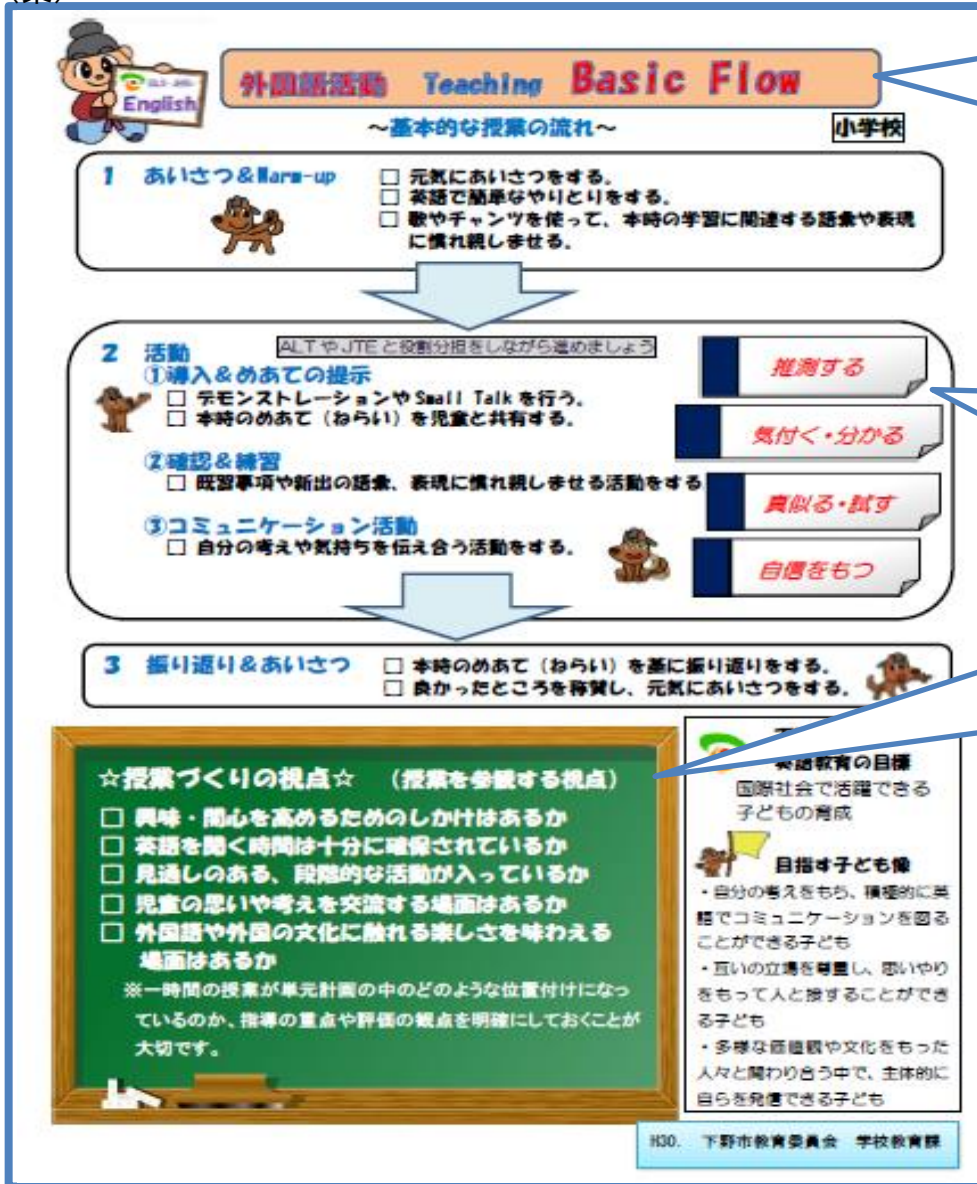 English
外国語活動 Teaching Basic Flow
～基本的な授業の流れ～
小学校
1 あいさつ&Warm-up
□ 元気にあいさつをする。
□ 英語で簡単なやりとりをする。
□ 歌やチャンツを使って、本時の学習に関連する語彙や表現
に慣れ親しませる。
2 活動
ALTやJTEと役割分担をしながら進めましょう
①導入&めあての提示
□ デモンストレーションやSmall Talkを行う。
□ 本時のめあて（ねらい）を児童と共有する。
②確認&練習
□ 既習事項や新出の語彙、表現に慣れ親しませる活動をする
③コミュニケーション活動
□ 自分の考えや気持ちを伝え合う活動をする。
推測する
気付く・分かる
真似る・試す
自信をもつ
3 振り返り&あいさつ
□ 本時のめあて（ねらい）を基に振り返りをする。
□ 良かったところを称賛し、元気にあいさつをする。
☆授業づくりの視点☆ （授業を参観する視点）
□ 興味・関心を高めるためのしかけはあるか
□ 英語を聞く時間は十分に確保されているか
□ 見通しのある、段階的な活動が入っているか
□ 児童の思いや考えを交流する場面はあるか
□ 外国語や外国の文化に触れる楽しさを味わえる
場面はあるか
※一時間の授業が単元計画の中のどのような位置付けになっ
ているのか、指導の重点や評価の観点を明確にしておくことが
大切です。
英語教育の目標
国際社会で活躍できる
子どもの育成
目指す子ども像
・自分の考えをもち、積極的に英
語でコミュニケーションを図る
ことができる子ども
・互いの立場を尊重し、思いやり
をもって人と接することができ
る子ども
・多様な価値観や文化をもった
人々と関わり合う中で、主体的に
自らを発信できる子ども
H30. 下野市教育委員会 学校教育課